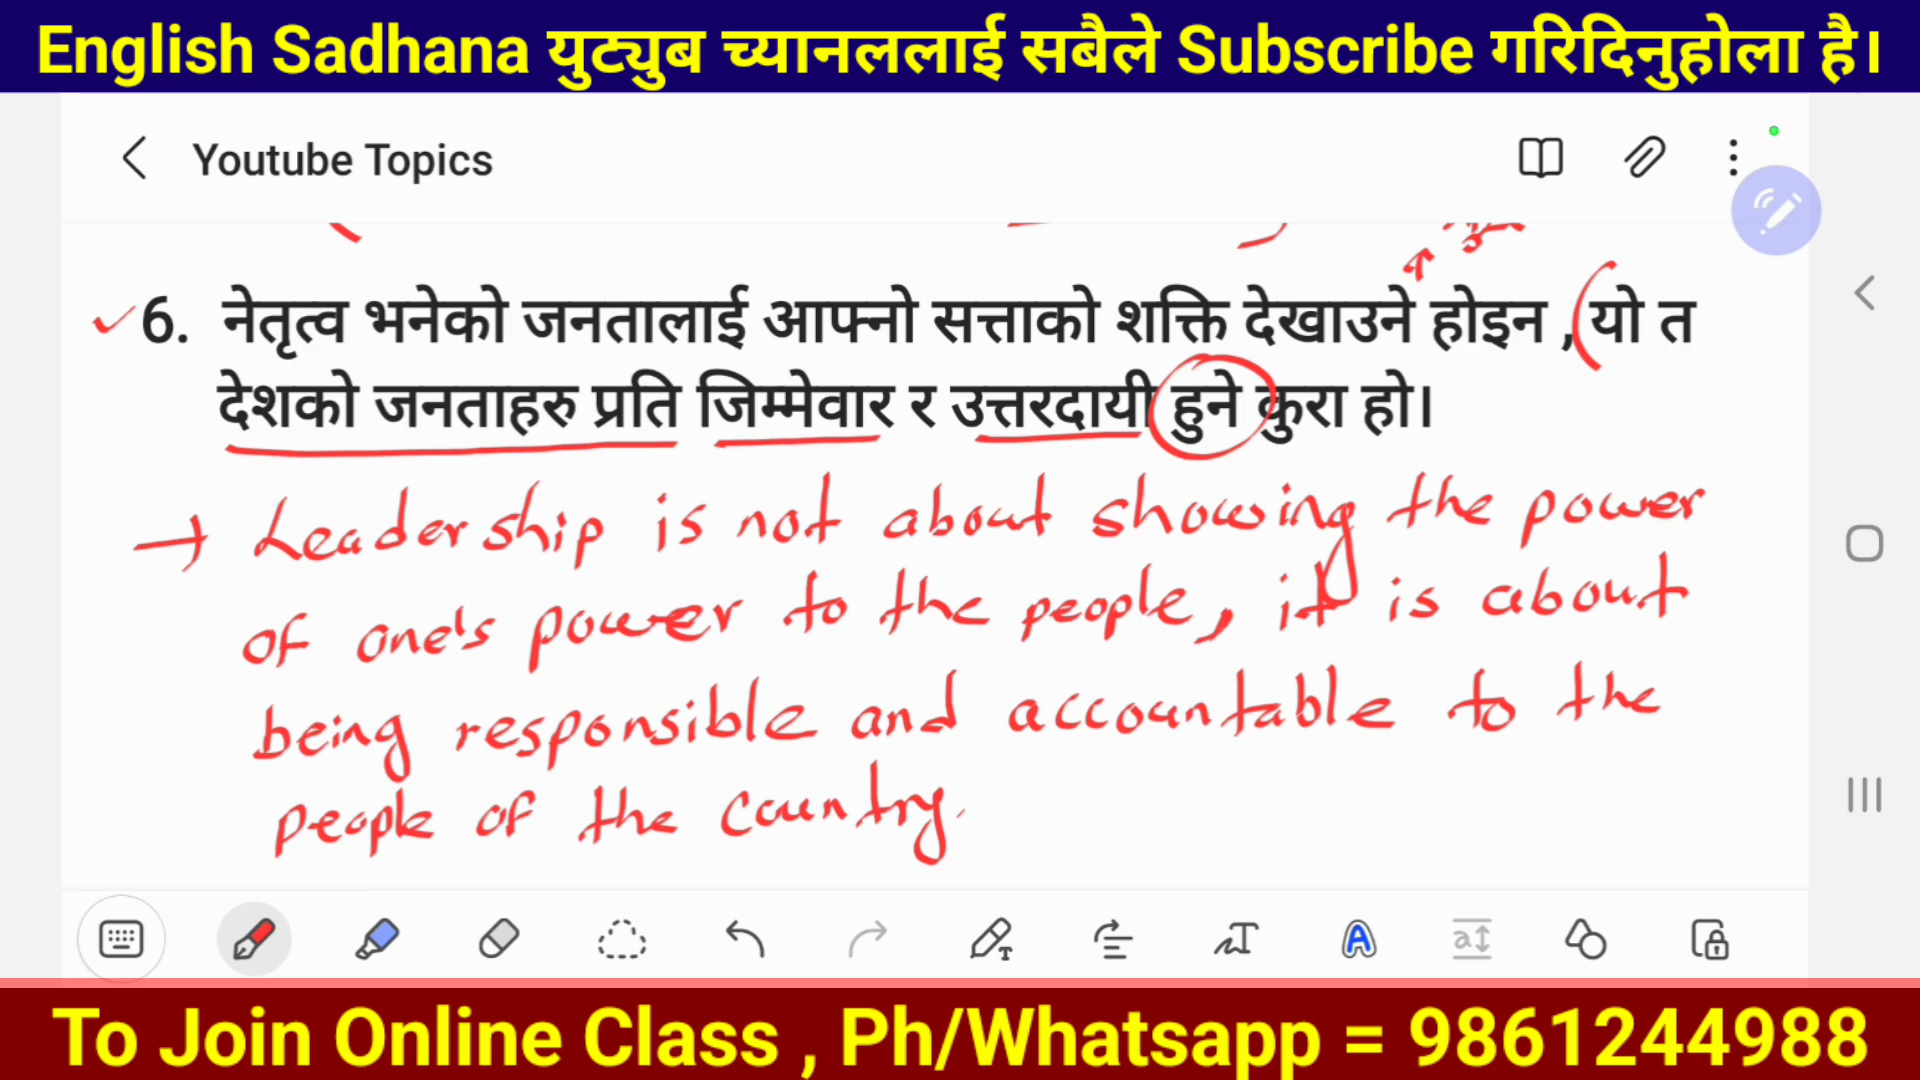 English Sadhana युट्युब च्यानललाई सबैले Subscribe गरिदिनुहोला है।
Youtube Topics
6. नेतृत्व भनेको जनतालाई आफ्नो सत्ताको शक्ति देखाउने होइन , यो त
देशको जनताहरु प्रति जिम्मेवार र उत्तरदायी हुने कुरा हो।
→ Leadership is not about showing the power
of one's power to the people, it is about
being responsible and accountable to the
people of the country.
To Join Online Class , Ph/Whatsapp = 9861244988